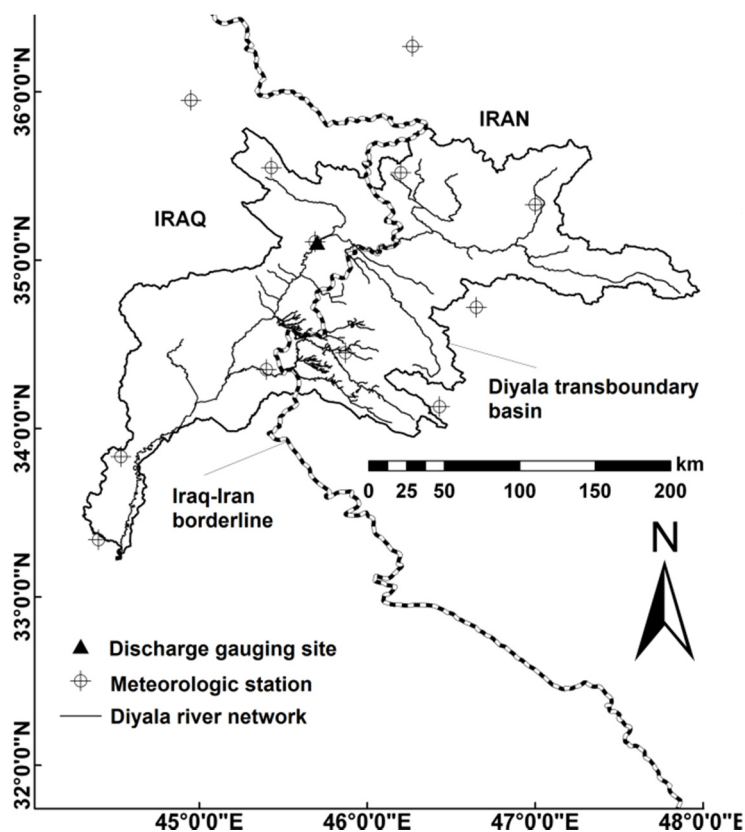 36°0'0"N
IRAN
IRAQ
35°0'0"N
Diyala transboundary
basin
34°0'0"N
km
0 25 50 100 150 200
Iraq-Iran
borderline
N
33°0'0"N
Discharge gauging site
Meteorologic station
Diyala river network
32°0'0"N
45°0'0"E 46°0'0"E 47°0'0"E 48°0'0"E